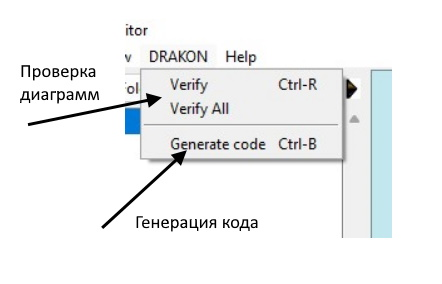 itor
DRAKON Help
Проверка
диаграмм
Verify Ctrl-R
Verify All
Generate code Ctrl-B
Генерация кода